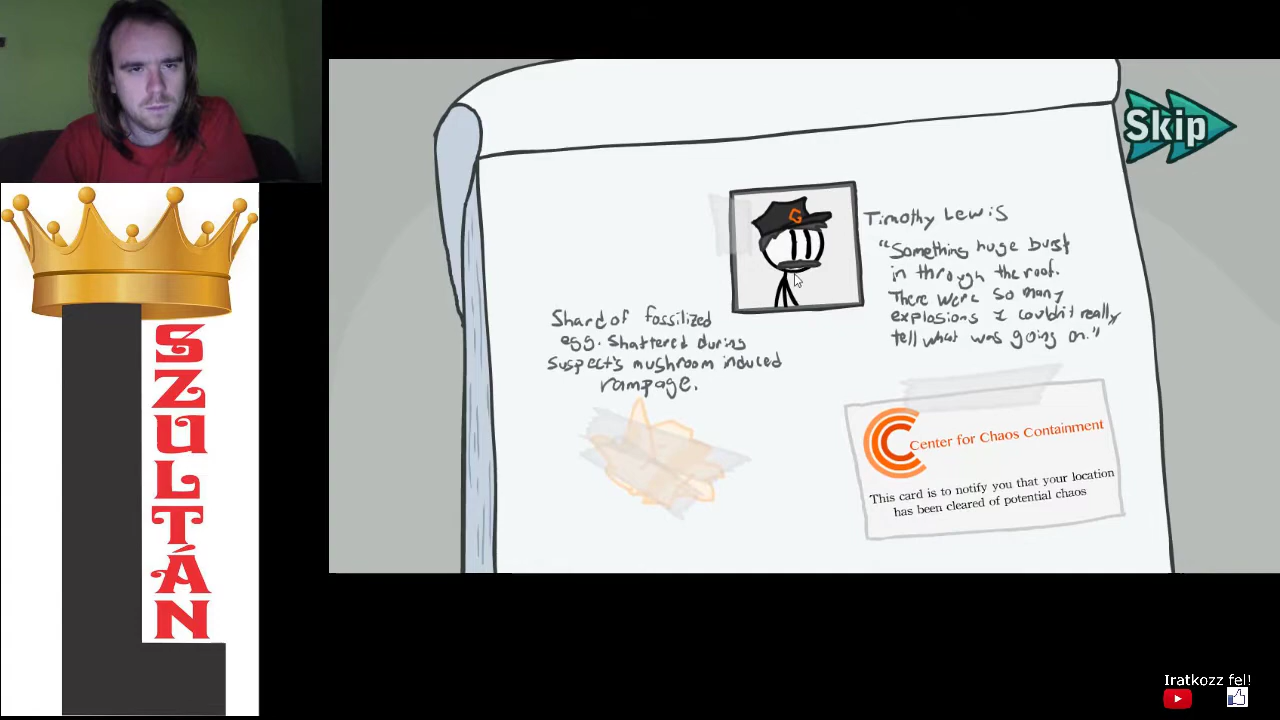 Skip
Timothy Lewis
"Something huge burst
in through the roof.
There were so many
explosions I couldn't really
tell what was going on."
Shard of fossilized
egg. Shattered during
suspect's mushroom induced
rampage.
Center for Chaos Containment
This card is to notify you that your location
has been cleared of potential chaos
L
SZULTÁN
Iratkozz fel!